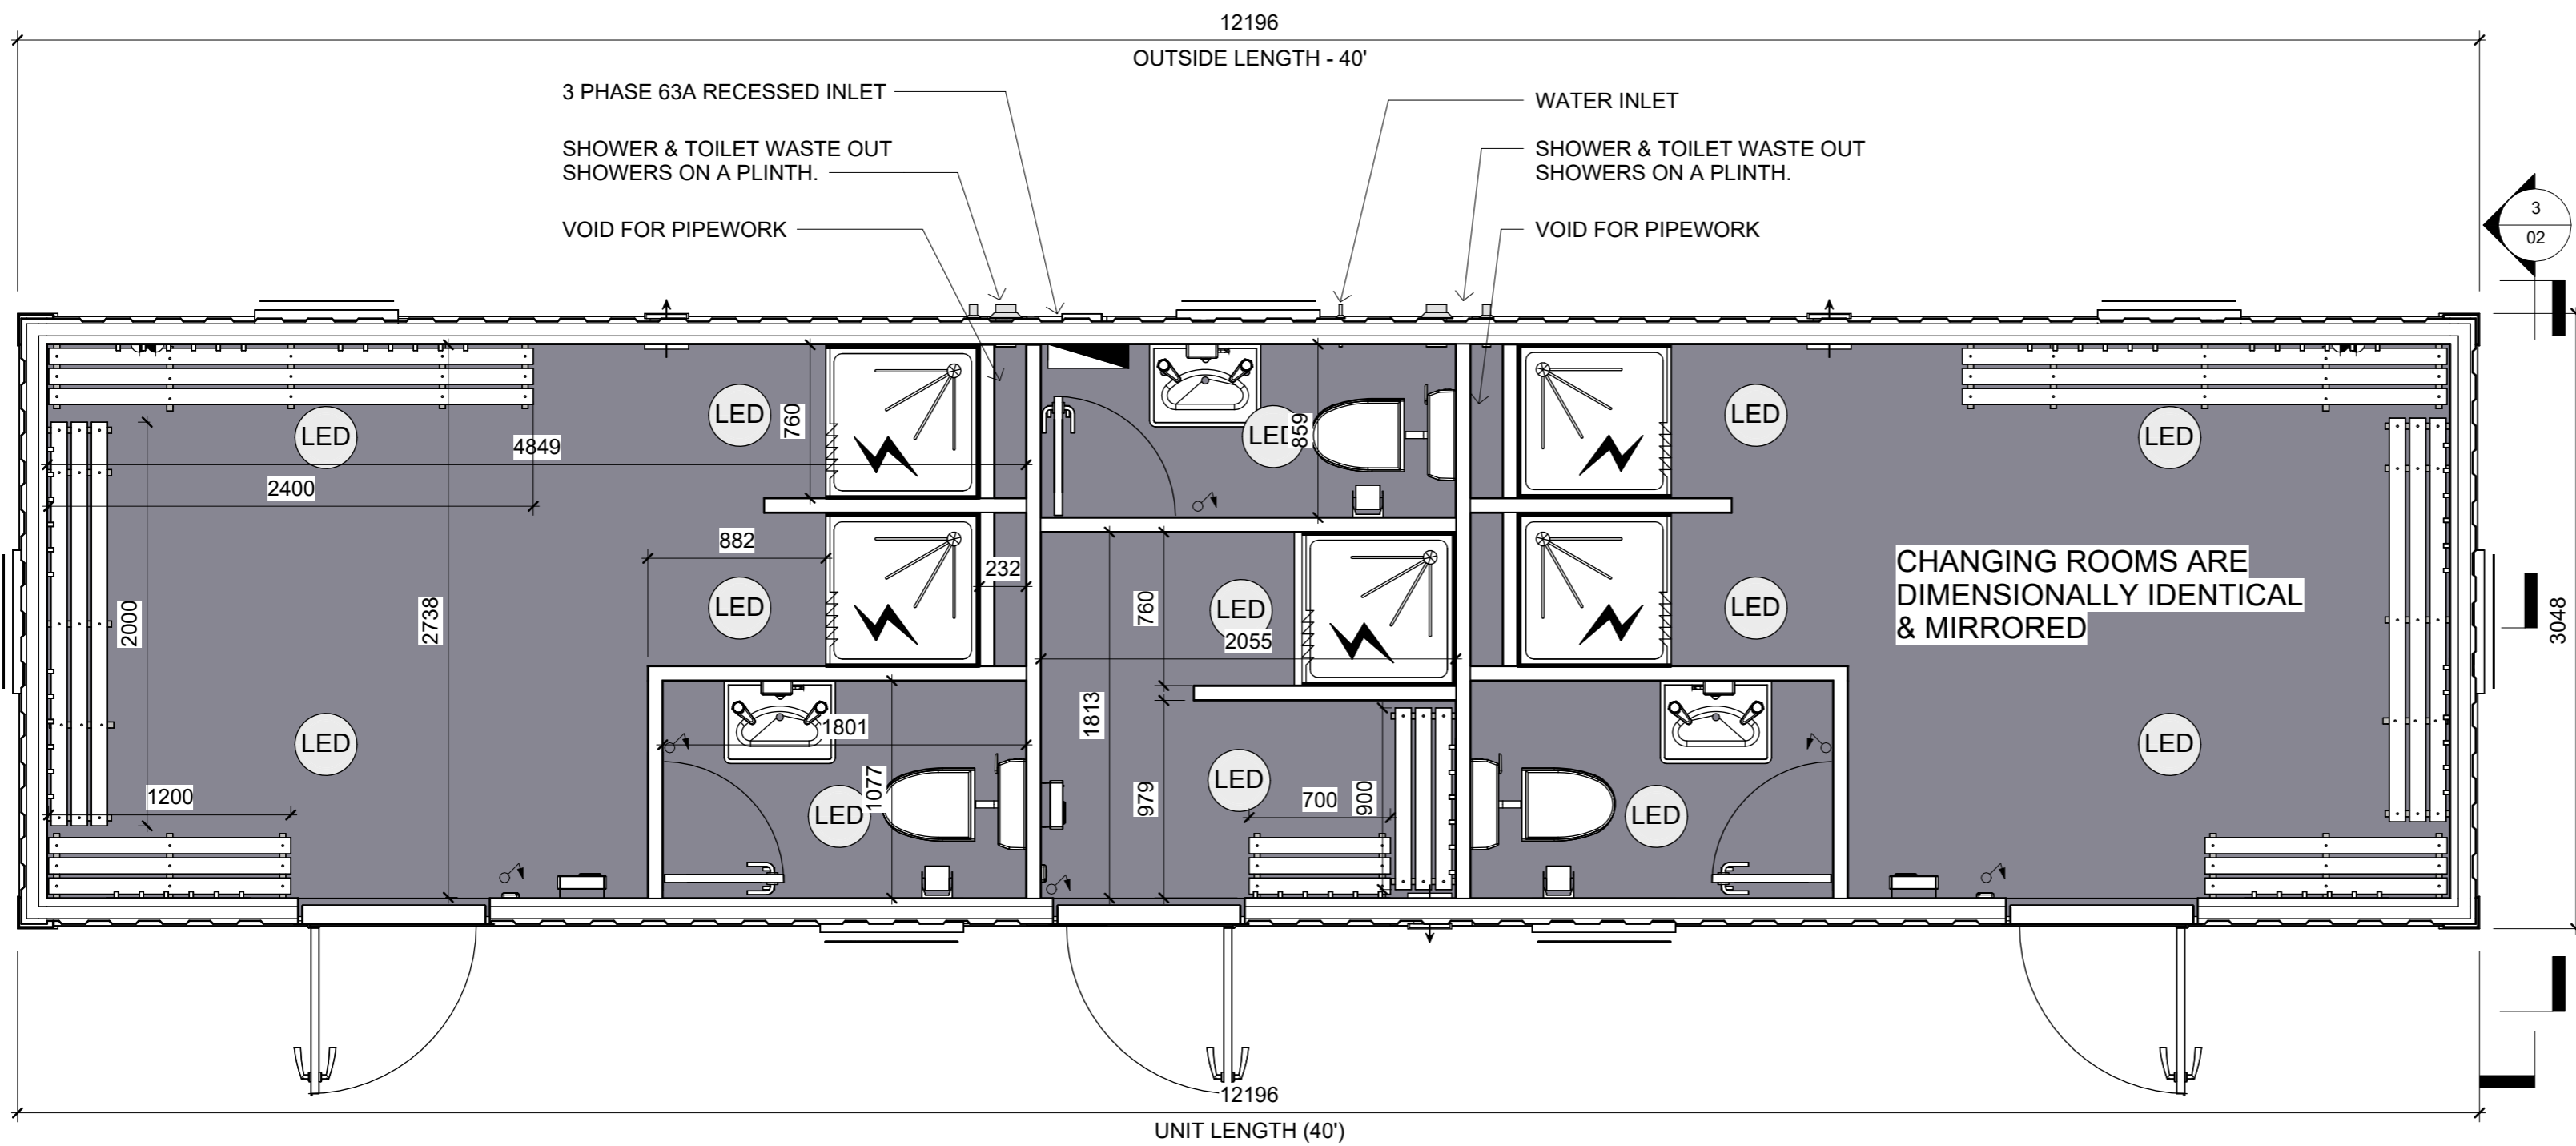 12196
OUTSIDE LENGTH - 40'
3 PHASE 63A RECESSED INLET
WATER INLET
SHOWER & TOILET WASTE OUT
SHOWERS ON A PLINTH.
SHOWER & TOILET WASTE OUT
SHOWERS ON A PLINTH.
VOID FOR PIPEWORK
VOID FOR PIPEWORK
3
02
LED
LED
LED
LED
LED
760
859
4849
2400
882
232
LED
LED
LED
760
2055
2000
2738
CHANGING ROOMS ARE
DIMENSIONALLY IDENTICAL
& MIRRORED
3048
1813
1801
LED
LED
LED
1077
LED
LED
1200
979
700
900
12196
UNIT LENGTH (40')